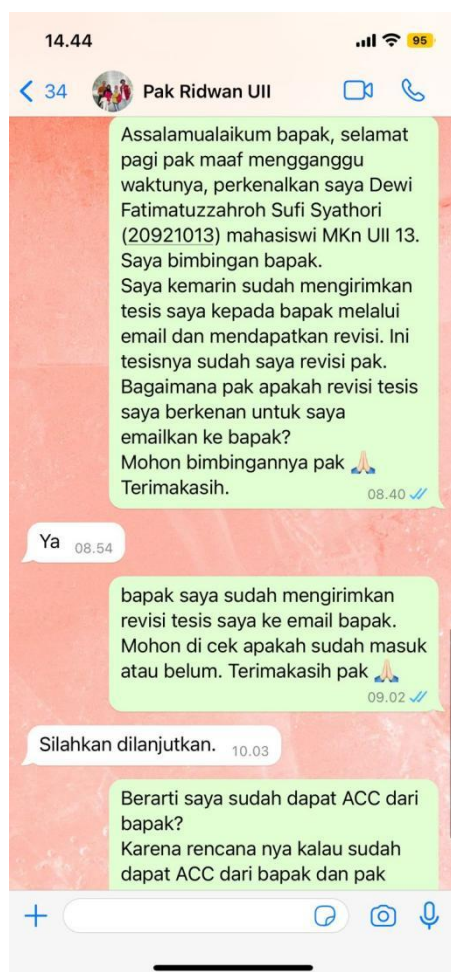 14.44
95
34
Pak Ridwan UII
Assalamualaikum bapak, selamat
pagi pak maaf mengganggu
waktunya, perkenalkan saya Dewi
Fatimatuzzahroh Sufi Syathori
(20921013) mahasiswi MKn UII 13.
Saya bimbingan bapak.
Saya kemarin sudah mengirimkan
tesis saya kepada bapak melalui
email dan mendapatkan revisi. Ini
tesisnya sudah saya revisi pak.
Bagaimana pak apakah revisi tesis
saya berkenan untuk saya
emailkan ke bapak?
Mohon bimbingannya pak 🙏🏻
Terimakasih.
08.40
Ya
08.54
bapak saya sudah mengirimkan
revisi tesis saya ke email bapak.
Mohon di cek apakah sudah masuk
atau belum. Terimakasih pak 🙏🏻
09.02
Silahkan dilanjutkan.
10.03
Berarti saya sudah dapat ACC dari
bapak?
Karena rencana nya kalau sudah
dapat ACC dari bapak dan pak